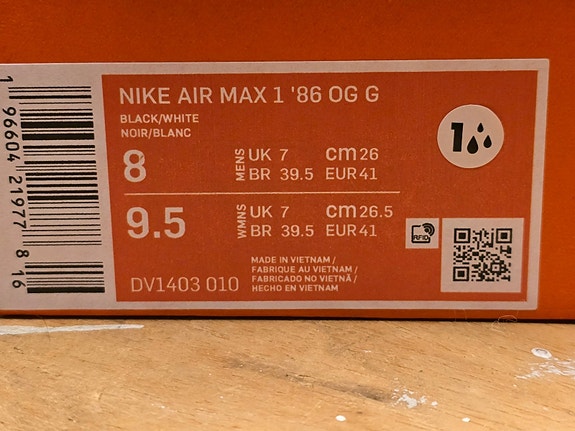 NIKE AIR MAX 1 '86 OG G
BLACK/WHITE
NOIR/BLANC
8 MENS UK 7 cm 26
BR 39.5 EUR 41
9.5 WMNS UK 7 cm 26.5
BR 39.5 EUR 41
DV1403 010
MADE IN VIETNAM /
FABRIQUE AU VIETNAM /
FABRICADO NO VIETNÃ /
HECHO EN VIETNAM
1
RFID
1 96604 21977 8 16